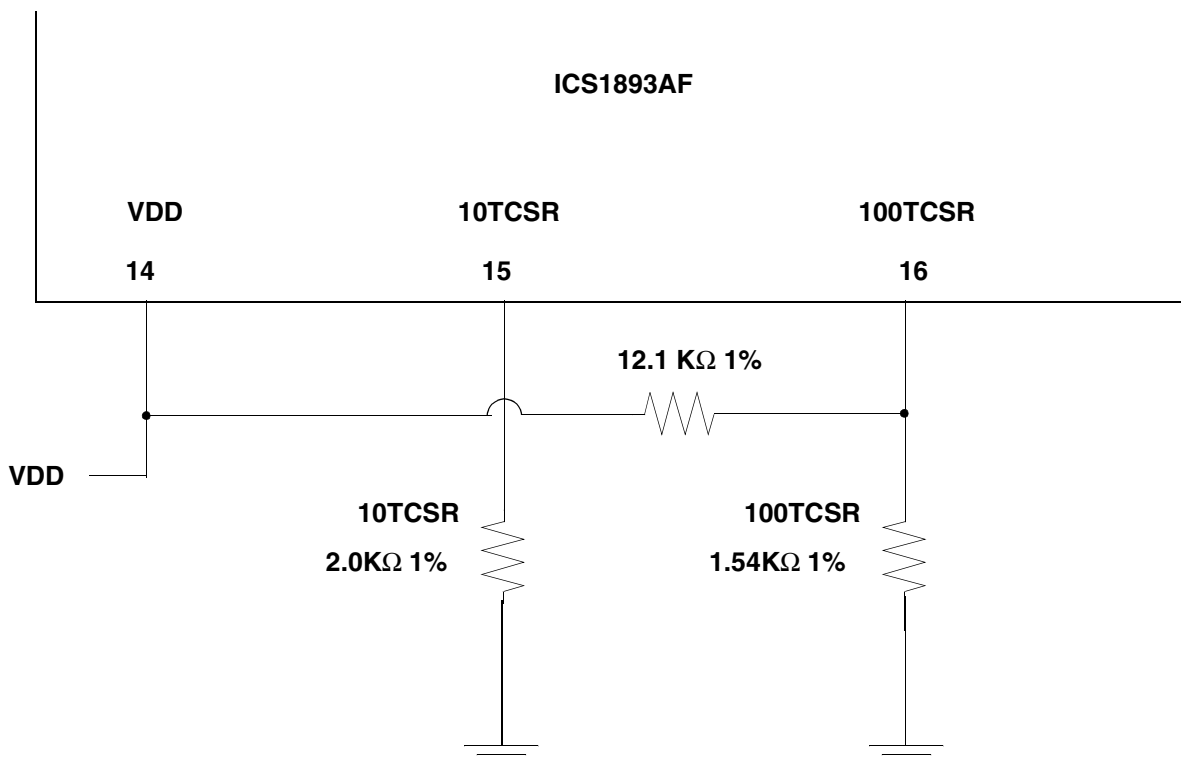 ICS1893AF
VDD 10TCSR 100TCSR
14 15 16
12.1 KΩ 1%
VDD
10TCSR 100TCSR
2.0KΩ 1% 1.54KΩ 1%